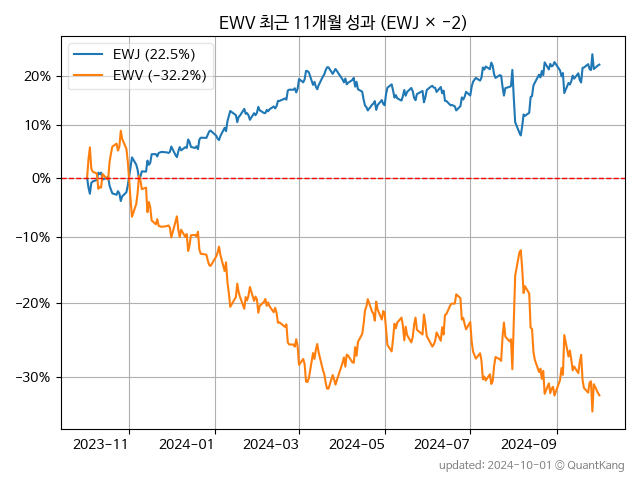 EWV 최근 11개월 성과 (EWJ × -2)
EWJ (22.5%)
EWV (-32.2%)
20%
10%
0%
-10%
-20%
-30%
2023-11 2024-01 2024-03 2024-05 2024-07 2024-09
updated: 2024-10-01 © QuantKang